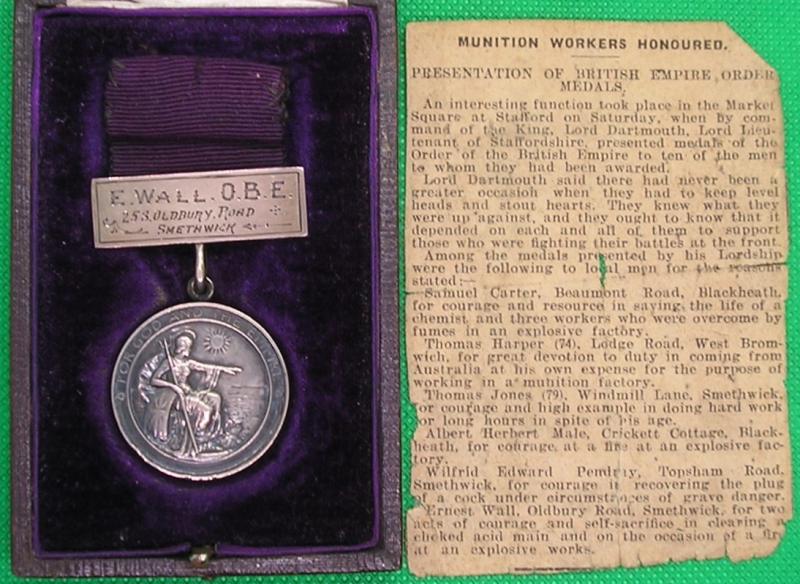 E. WALL. O.B.E.
253, OLDBURY, ROAD
SMETHWICK
FOR GOD AND THE EMPIRE
MUNITION WORKERS HONOURED.
PRESENTATION OF BRITISH EMPIRE ORDER
MEDALS.
An interesting function took place in the Market
Square at Stafford on Saturday, when by com-
mand of the King, Lord Dartmouth, Lord Lieu-
tenant of Staffordshire, presented medals of the
Order of the British Empire to ten of the men
to whom they had been awarded.
Lord Dartmouth said there had never been a
greater occasion when they had to keep level
heads and stout hearts. They knew what they
were up against, and they ought to know that it
depended on each and all of them to support
those who were fighting their battles at the front.
Among the medals presented by his Lordship
were the following to local men for the reasons
stated:—
Samuel Carter, Beaumont Road, Blackheath,
for courage and resource in saving the life of a
chemist and three workers who were overcome by
fumes in an explosive factory.
Thomas Harper (74), Lodge Road, West Brom-
wich, for great devotion to duty in coming from
Australia at his own expense for the purpose of
working in a munition factory.
Thomas Jones (79), Windmill Lane, Smethwick,
for courage and high example in doing hard work
for long hours in spite of his age.
Albert Herbert Male, Crickett Cottage, Black-
heath, for courage at a fire at an explosive fac-
tory.
Wilfrid Edward Pendray, Topsham Road,
Smethwick, for courage in recovering the plug
of a cock under circumstances of grave danger.
Ernest Wall, Oldbury Road, Smethwick, for two
acts of courage and self-sacrifice in clearing a
choked acid main and on the occasion of a fire
at an explosive works.